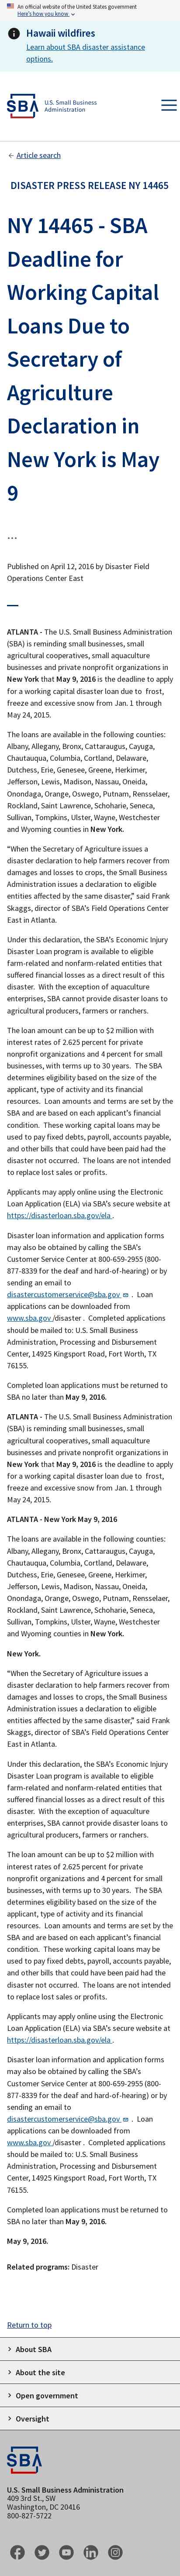 An official website of the United States government
Here's how you know
Hawaii wildfires
Learn about SBA disaster assistance
options.
SBA
U.S. Small Business
Administration
Article search
DISASTER PRESS RELEASE NY 14465
NY 14465 - SBA
Deadline for
Working Capital
Loans Due to
Secretary of
Agriculture
Declaration in
New York is May
9
...
Published on April 12, 2016 by Disaster Field
Operations Center East
ATLANTA - The U.S. Small Business Administration
(SBA) is reminding small businesses, small
agricultural cooperatives, small aquaculture
businesses and private nonprofit organizations in
New York that May 9, 2016 is the deadline to apply
for a working capital disaster loan due to  frost,
freeze and excessive snow from Jan. 1 through
May 24, 2015.
The loans are available in the following counties:
Albany, Allegany, Bronx, Cattaraugus, Cayuga,
Chautauqua, Columbia, Cortland, Delaware,
Dutchess, Erie, Genesee, Greene, Herkimer,
Jefferson, Lewis, Madison, Nassau, Oneida,
Onondaga, Orange, Oswego, Putnam, Rensselaer,
Rockland, Saint Lawrence, Schoharie, Seneca,
Sullivan, Tompkins, Ulster, Wayne, Westchester
and Wyoming counties in New York.
“When the Secretary of Agriculture issues a
disaster declaration to help farmers recover from
damages and losses to crops, the Small Business
Administration issues a declaration to eligible
entities affected by the same disaster,” said Frank
Skaggs, director of SBA’s Field Operations Center
East in Atlanta.
Under this declaration, the SBA’s Economic Injury
Disaster Loan program is available to eligible
farm-related and nonfarm-related entities that
suffered financial losses as a direct result of this
disaster.  With the exception of aquaculture
enterprises, SBA cannot provide disaster loans to
agricultural producers, farmers or ranchers.
The loan amount can be up to $2 million with
interest rates of 2.625 percent for private
nonprofit organizations and 4 percent for small
businesses, with terms up to 30 years.  The SBA
determines eligibility based on the size of the
applicant, type of activity and its financial
resources.  Loan amounts and terms are set by the
SBA and are based on each applicant’s financial
condition.  These working capital loans may be
used to pay fixed debts, payroll, accounts payable,
and other bills that could have been paid had the
disaster not occurred.  The loans are not intended
to replace lost sales or profits.
Applicants may apply online using the Electronic
Loan Application (ELA) via SBA’s secure website at
https://disasterloan.sba.gov/ela .
Disaster loan information and application forms
may also be obtained by calling the SBA’s
Customer Service Center at 800-659-2955 (800-
877-8339 for the deaf and hard-of-hearing) or by
sending an email to
disastercustomerservice@sba.gov .  Loan
applications can be downloaded from
www.sba.gov /disaster .  Completed applications
should be mailed to: U.S. Small Business
Administration, Processing and Disbursement
Center, 14925 Kingsport Road, Fort Worth, TX
76155.
Completed loan applications must be returned to
SBA no later than May 9, 2016.
ATLANTA - The U.S. Small Business Administration
(SBA) is reminding small businesses, small
agricultural cooperatives, small aquaculture
businesses and private nonprofit organizations in
New York that May 9, 2016 is the deadline to apply
for a working capital disaster loan due to  frost,
freeze and excessive snow from Jan. 1 through
May 24, 2015.
ATLANTA - New York May 9, 2016
The loans are available in the following counties:
Albany, Allegany, Bronx, Cattaraugus, Cayuga,
Chautauqua, Columbia, Cortland, Delaware,
Dutchess, Erie, Genesee, Greene, Herkimer,
Jefferson, Lewis, Madison, Nassau, Oneida,
Onondaga, Orange, Oswego, Putnam, Rensselaer,
Rockland, Saint Lawrence, Schoharie, Seneca,
Sullivan, Tompkins, Ulster, Wayne, Westchester
and Wyoming counties in New York.
New York.
“When the Secretary of Agriculture issues a
disaster declaration to help farmers recover from
damages and losses to crops, the Small Business
Administration issues a declaration to eligible
entities affected by the same disaster,” said Frank
Skaggs, director of SBA’s Field Operations Center
East in Atlanta.
Under this declaration, the SBA’s Economic Injury
Disaster Loan program is available to eligible
farm-related and nonfarm-related entities that
suffered financial losses as a direct result of this
disaster.  With the exception of aquaculture
enterprises, SBA cannot provide disaster loans to
agricultural producers, farmers or ranchers.
The loan amount can be up to $2 million with
interest rates of 2.625 percent for private
nonprofit organizations and 4 percent for small
businesses, with terms up to 30 years.  The SBA
determines eligibility based on the size of the
applicant, type of activity and its financial
resources.  Loan amounts and terms are set by the
SBA and are based on each applicant’s financial
condition.  These working capital loans may be
used to pay fixed debts, payroll, accounts payable,
and other bills that could have been paid had the
disaster not occurred.  The loans are not intended
to replace lost sales or profits.
Applicants may apply online using the Electronic
Loan Application (ELA) via SBA’s secure website at
https://disasterloan.sba.gov/ela .
Disaster loan information and application forms
may also be obtained by calling the SBA’s
Customer Service Center at 800-659-2955 (800-
877-8339 for the deaf and hard-of-hearing) or by
sending an email to
disastercustomerservice@sba.gov .  Loan
applications can be downloaded from
www.sba.gov /disaster .  Completed applications
should be mailed to: U.S. Small Business
Administration, Processing and Disbursement
Center, 14925 Kingsport Road, Fort Worth, TX
76155.
Completed loan applications must be returned to
SBA no later than May 9, 2016.
May 9, 2016.
Related programs: Disaster
Return to top
About SBA
About the site
Open government
Oversight
SBA
U.S. Small Business Administration
409 3rd St., SW
Washington, DC 20416
800-827-5722